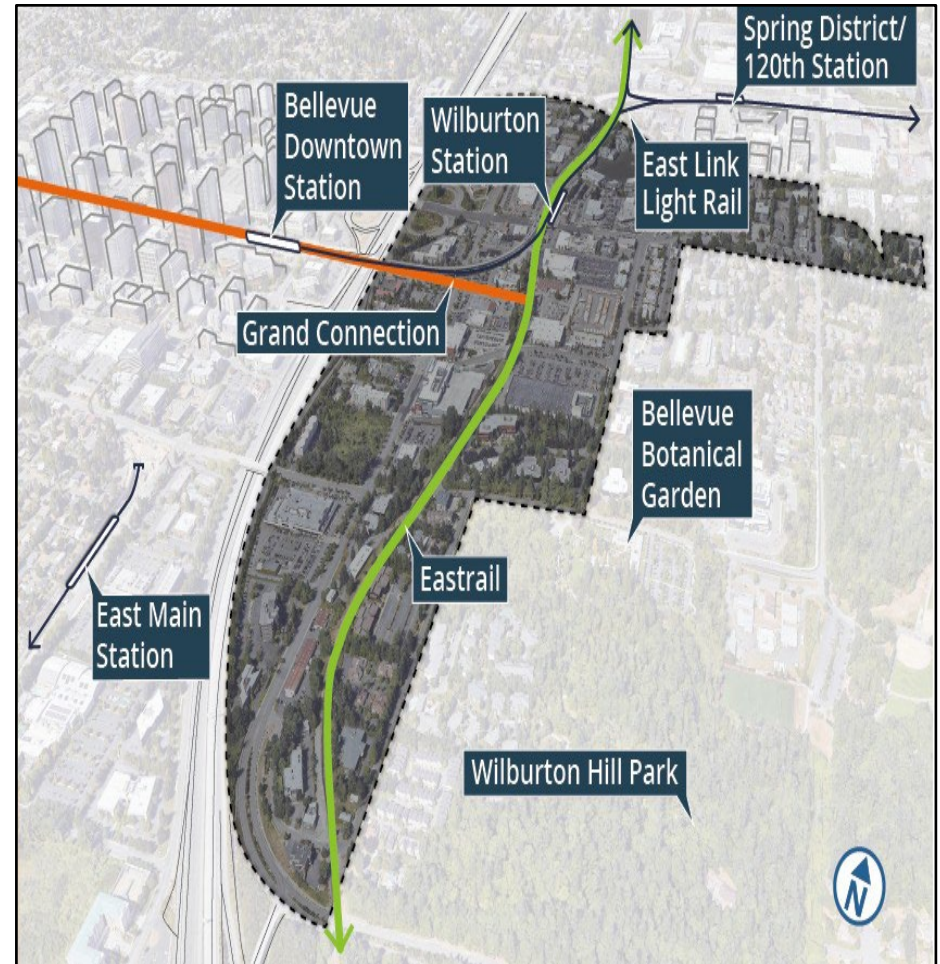 Spring District/
120th Station
Bellevue
Downtown
Station
Wilburton
Station
East Link
Light Rail
Grand Connection
Bellevue
Botanical
Garden
Eastrail
East Main
Station
Wilburton Hill Park
N